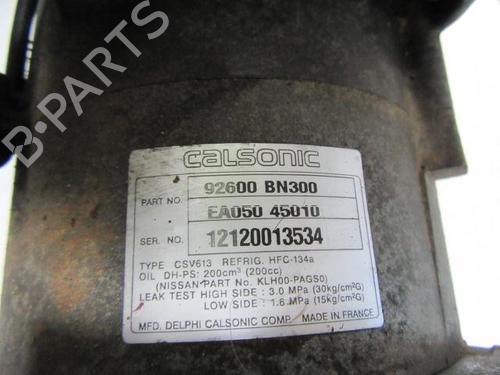 CALSONIC
92600 BN300
PART NO.
EA050 45010
SER NO. 12120013534
TYPE CSV613 REFRIG. HFC-134a
OIL DH-PS: 200cm³ (200cc)
(NISSAN PART No. KLH00-PAGS0)
LEAK TEST HIGH SIDE : 3.0 MPa (30kg/cm²G)
LOW SIDE : 1.6 MPa (15kg/cm²G)
MFD. DELPHI CALSONIC COMP. MADE IN FRANCE
B-PARTS